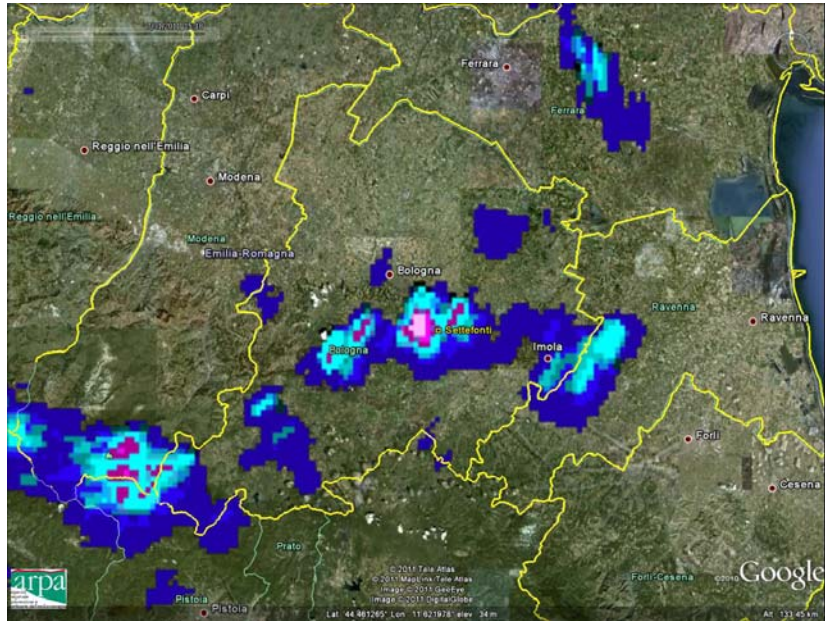 Ferrara
Carpi
Ferrara
Reggio nell'Emilia
Modena
Reggio nell'Emilia
Modena
Emilia-Romagna
Bologna
Ravenna
Ravenna
Settefonti
Bologna
Imola
Forlì
Cesena
Prato
© 2011 Tele Atlas
© 2011 MapLink Tele Atlas
Image © 2011 GeoEye
Image © 2011 DigitalGlobe
Forlì-Cesena
©2010 Google
arpa
Pistoia
Pistoia
Lat 44.461265° Lon 11.621978° elev 34 m
Alt 133.45 km